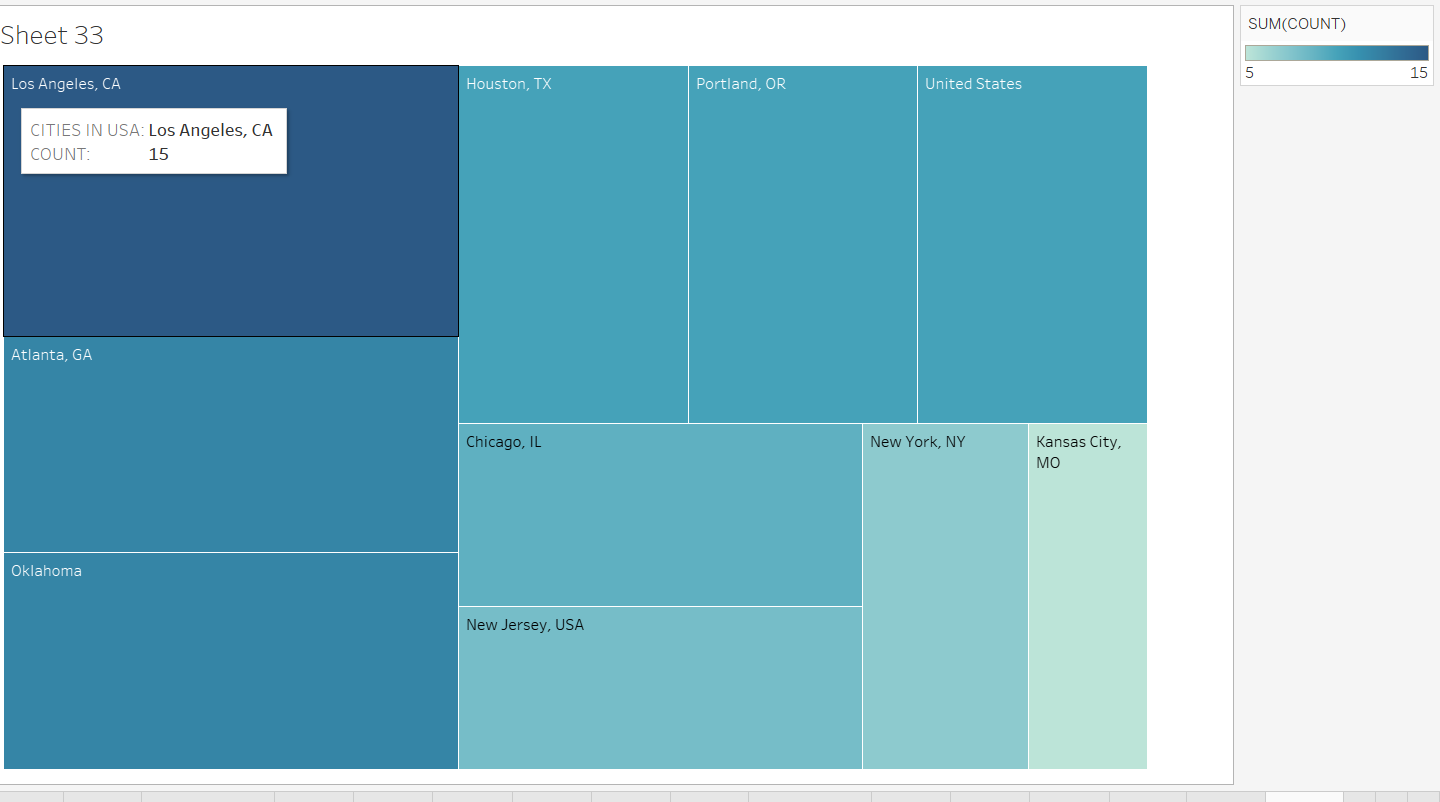 Sheet 33
SUM(COUNT)
5 15
Los Angeles, CA
CITIES IN USA: Los Angeles, CA
COUNT: 15
Houston, TX
Portland, OR
United States
Atlanta, GA
Oklahoma
Chicago, IL
New York, NY
Kansas City,
MO
New Jersey, USA